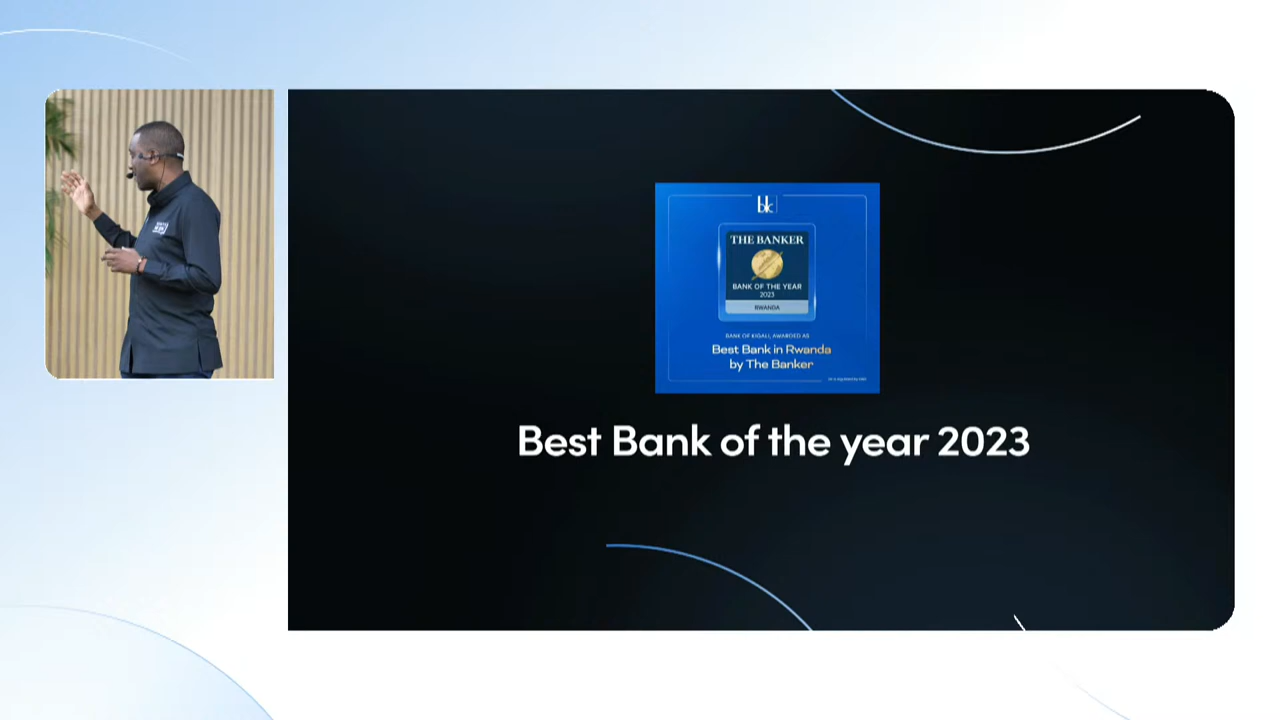 bk
THE BANKER
BANK OF THE YEAR
2023
RWANDA
BANK OF KIGALI, AWARDED AS
Best Bank in Rwanda
by The Banker
Best Bank of the year 2023